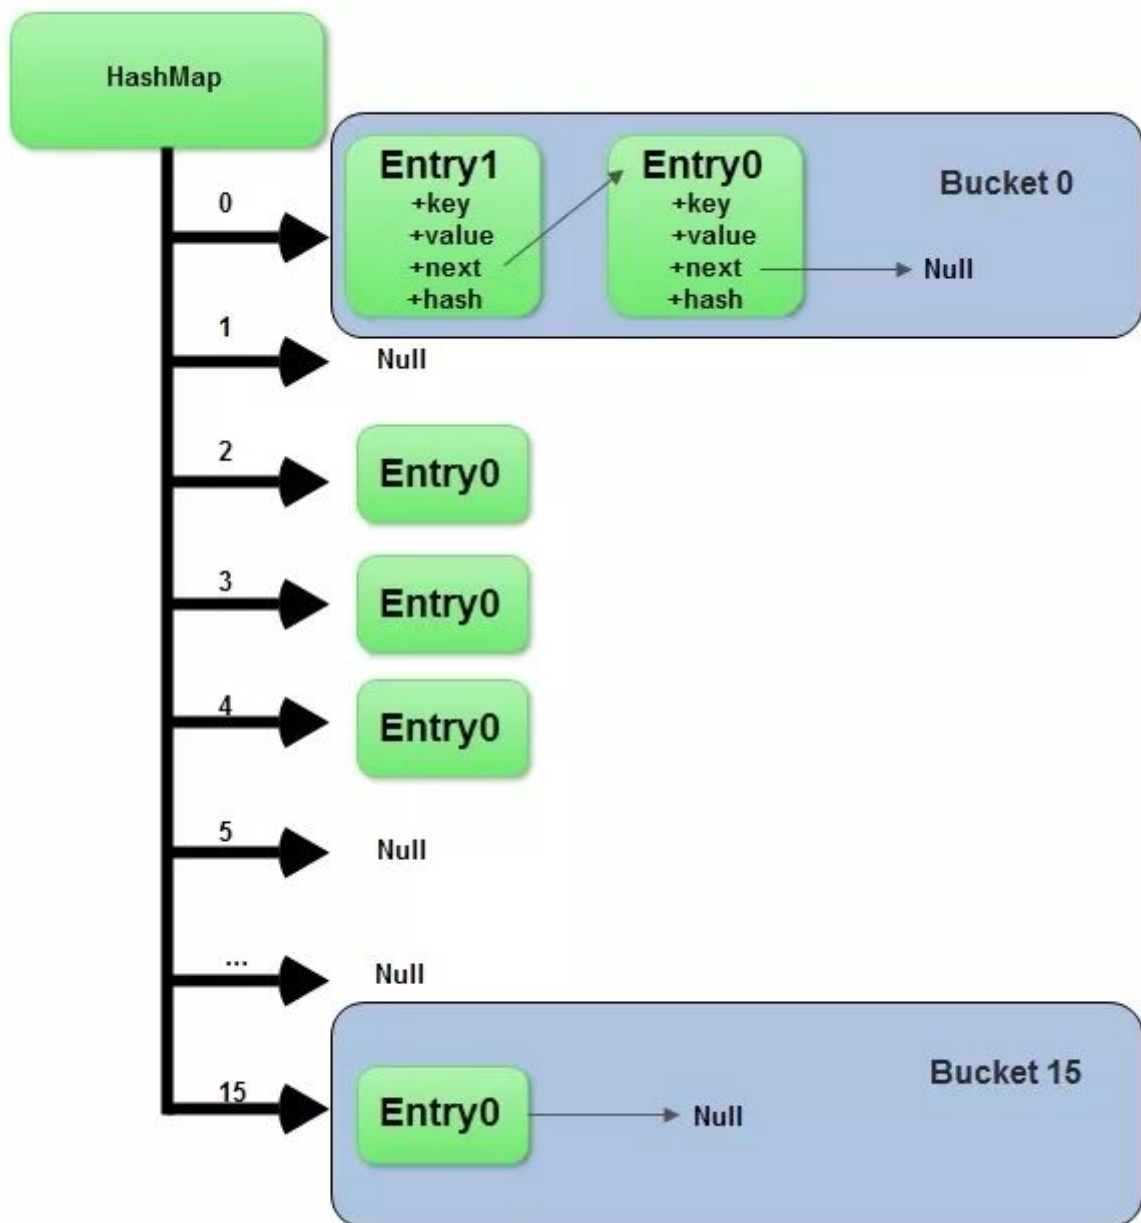 HashMap
0
Entry1
+key
+value
+next
+hash
Entry0
+key
+value
+next
+hash
Null
Bucket 0
1
Null
2
Entry0
3
Entry0
4
Entry0
5
Null
...
Null
15
Entry0
Null
Bucket 15